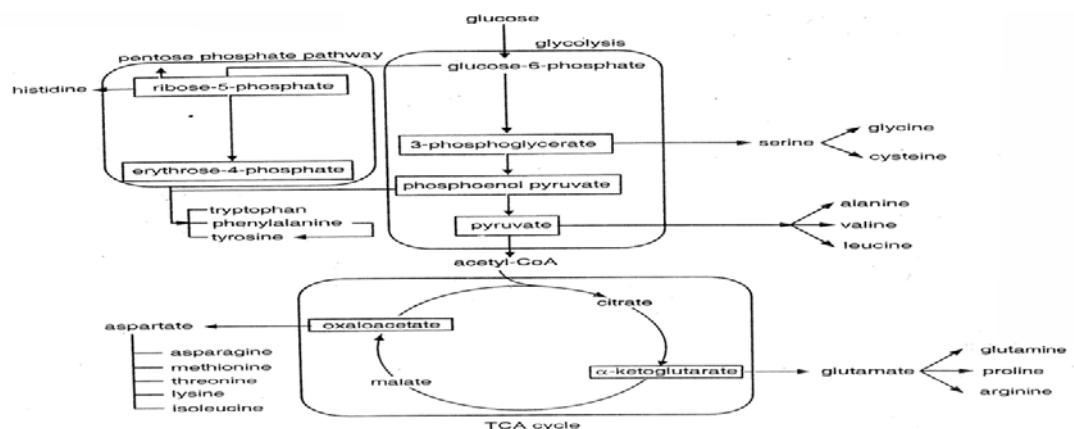 glucose
glycolysis
pentose phosphate pathway
glucose-6-phosphate
histidine
ribose-5-phosphate
glycine
3-phosphoglycerate
serine
cysteine
erythrose-4-phosphate
phosphoenol pyruvate
alanine
tryptophan
phenylalanine
pyruvate
valine
tyrosine
leucine
acetyl-CoA
citrate
aspartate
oxaloacetate
asparagine
glutamine
methionine
threonine
malate
α-ketoglutarate
glutamate
proline
lysine
arginine
isoleucine
TCA cycle